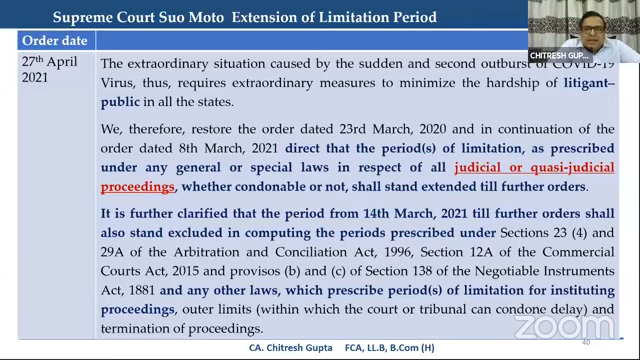 Supreme Court Suo Moto Extension of Limitation Period
CHITRESH GUP...
Order date
27th April
2021
The extraordinary situation caused by the sudden and second outburst of COVID-19
Virus, thus, requires extraordinary measures to minimize the hardship of litigant–
public in all the states.
We, therefore, restore the order dated 23rd March, 2020 and in continuation of the
order dated 8th March, 2021 direct that the period(s) of limitation, as prescribed
under any general or special laws in respect of all judicial or quasi-judicial
proceedings, whether condonable or not, shall stand extended till further orders.
It is further clarified that the period from 14th March, 2021 till further orders shall
also stand excluded in computing the periods prescribed under Sections 23 (4) and
29A of the Arbitration and Conciliation Act, 1996, Section 12A of the Commercial
Courts Act, 2015 and provisos (b) and (c) of Section 138 of the Negotiable Instruments
Act, 1881 and any other laws, which prescribe period(s) of limitation for instituting
proceedings, outer limits (within which the court or tribunal can condone delay) and
termination of proceedings.
zoom
40
CA. Chitresh Gupta FCA, LL.B, B.Com (H)